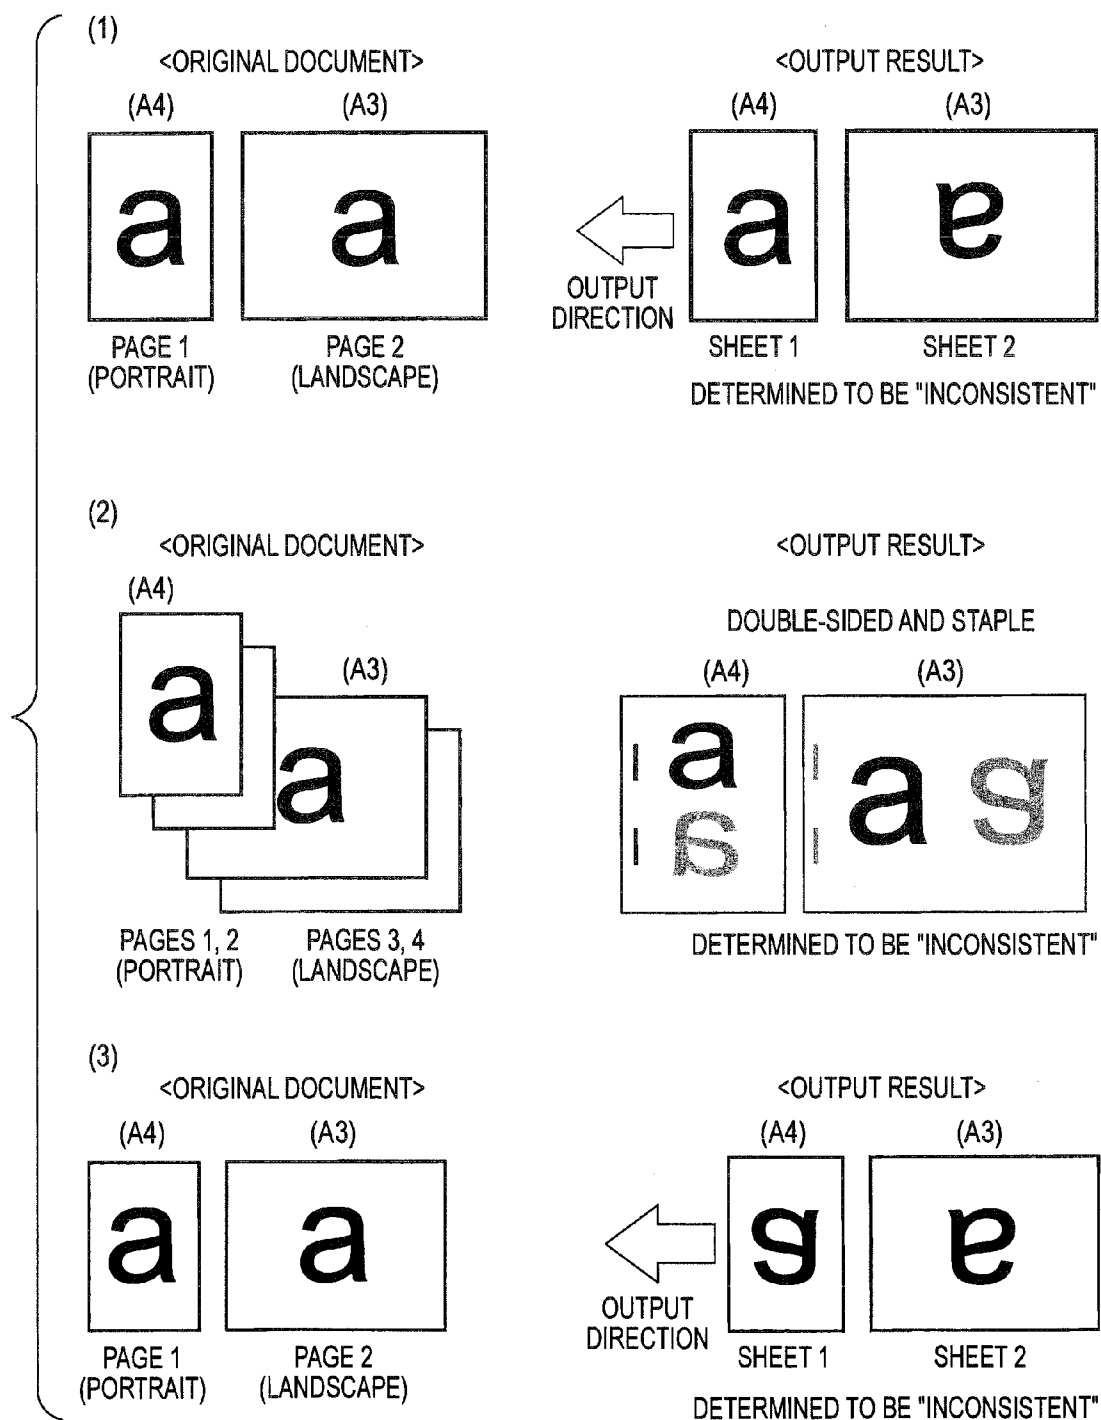 (1)
<ORIGINAL DOCUMENT>
<OUTPUT RESULT>
(A4)
(A3)
(A4)
(A3)
a
a
a
a
OUTPUT
DIRECTION
PAGE 1
(PORTRAIT)
PAGE 2
(LANDSCAPE)
SHEET 1
SHEET 2
DETERMINED TO BE "INCONSISTENT"
(2)
<ORIGINAL DOCUMENT>
<OUTPUT RESULT>
DOUBLE-SIDED AND STAPLE
(A4)
(A3)
(A4)
(A3)
a
a
a
a
a
a
PAGES 1, 2
(PORTRAIT)
PAGES 3, 4
(LANDSCAPE)
DETERMINED TO BE "INCONSISTENT"
(3)
<ORIGINAL DOCUMENT>
<OUTPUT RESULT>
(A4)
(A3)
(A4)
(A3)
a
a
a
a
OUTPUT
DIRECTION
PAGE 1
(PORTRAIT)
PAGE 2
(LANDSCAPE)
SHEET 1
SHEET 2
DETERMINED TO BE "INCONSISTENT"